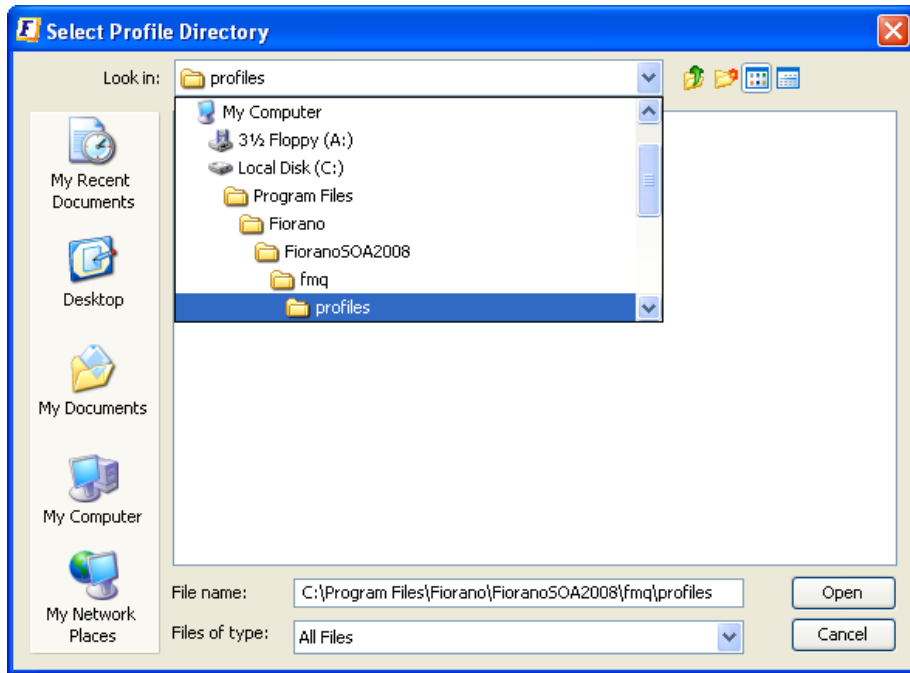 Select Profile Directory
Look in:
profiles
My Computer
3½ Floppy (A:)
Local Disk (C:)
Program Files
Fiorano
FioranoSOA2008
fmq
profiles
My Recent
Documents
Desktop
My Documents
My Computer
My Network
Places
File name:
C:\Program Files\Fiorano\FioranoSOA2008\fmq\profiles
Open
Files of type:
All Files
Cancel